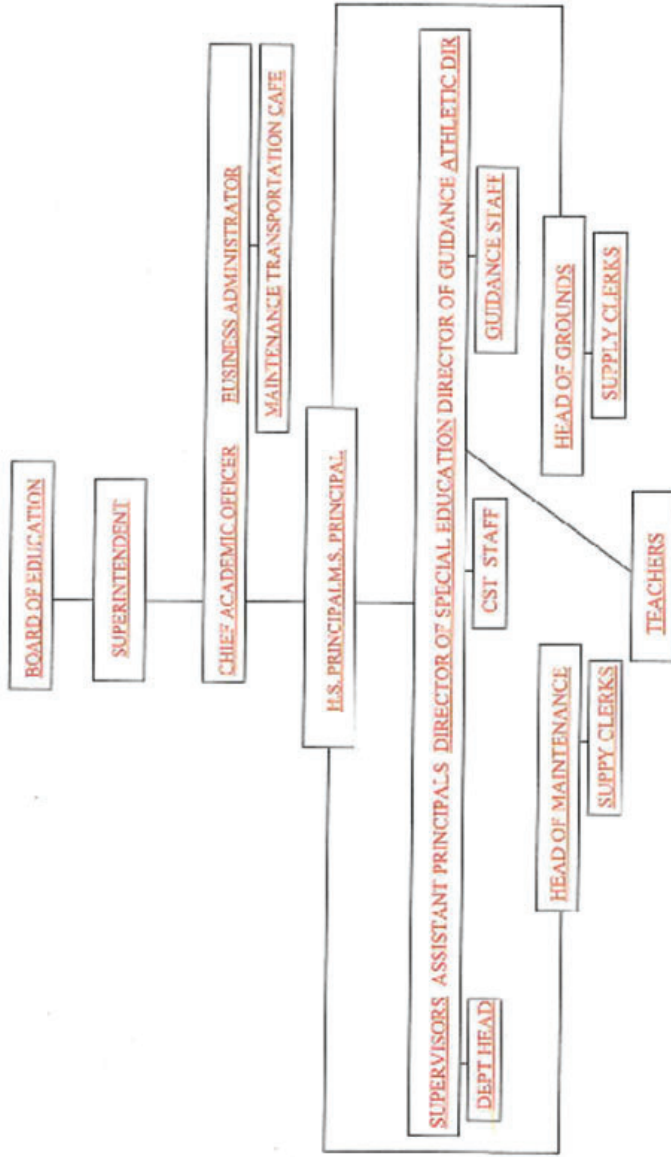 BOARD OF EDUCATION
SUPERINTENDENT
CHIEF ACADEMIC OFFICER BUSINESS ADMINISTRATOR
MAINTENANCE TRANSPORTATION CAFE
H.S. PRINCIPALM.S. PRINCIPAL
SUPERVISORS ASSISTANT PRINCIPALS DIRECTOR OF SPECIAL EDUCATION DIRECTOR OF GUIDANCE ATHLETIC DIR
DEPT HEAD
CST STAFF
GUIDANCE STAFF
HEAD OF MAINTENANCE
HEAD OF GROUNDS
SUPPY CLERKS
SUPPLY CLERKS
TEACHERS